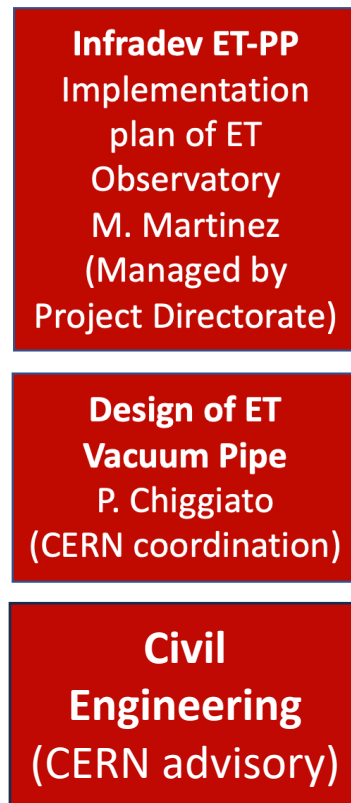 Infradev ET-PP
Implementation
plan of ET
Observatory
M. Martinez
(Managed by
Project Directorate)
Design of ET
Vacuum Pipe
P. Chiggiato
(CERN coordination)
Civil
Engineering
(CERN advisory)